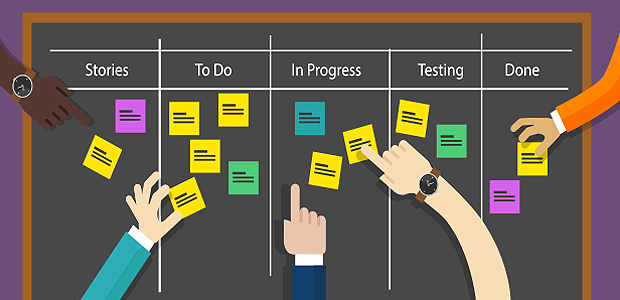 Stories
To Do
In Progress
Testing
Done